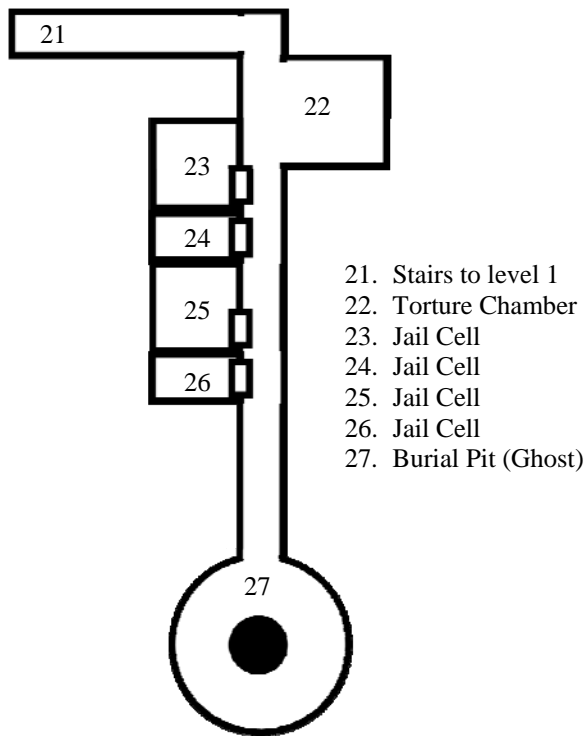 21
22
23
24
25
26
27
21. Stairs to level 1
22. Torture Chamber
23. Jail Cell
24. Jail Cell
25. Jail Cell
26. Jail Cell
27. Burial Pit (Ghost)